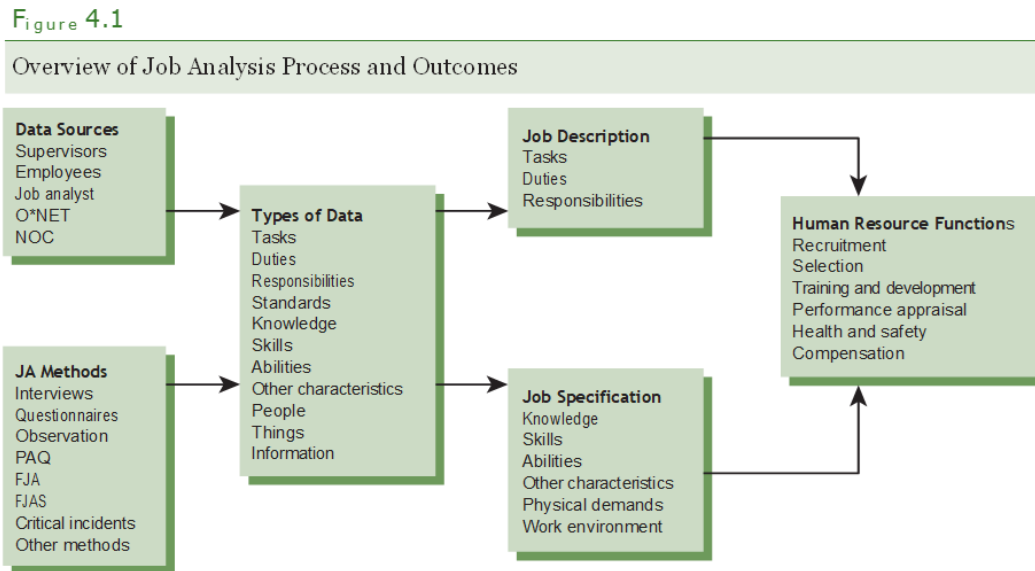 Figure 4.1
Overview of Job Analysis Process and Outcomes
Data Sources
Supervisors
Employees
Job analyst
O*NET
NOC
JA Methods
Interviews
Questionnaires
Observation
PAQ
FJA
FJAS
Critical incidents
Other methods
Types of Data
Tasks
Duties
Responsibilities
Standards
Knowledge
Skills
Abilities
Other characteristics
People
Things
Information
Job Description
Tasks
Duties
Responsibilities
Job Specification
Knowledge
Skills
Abilities
Other characteristics
Physical demands
Work environment
Human Resource Functions
Recruitment
Selection
Training and development
Performance appraisal
Health and safety
Compensation